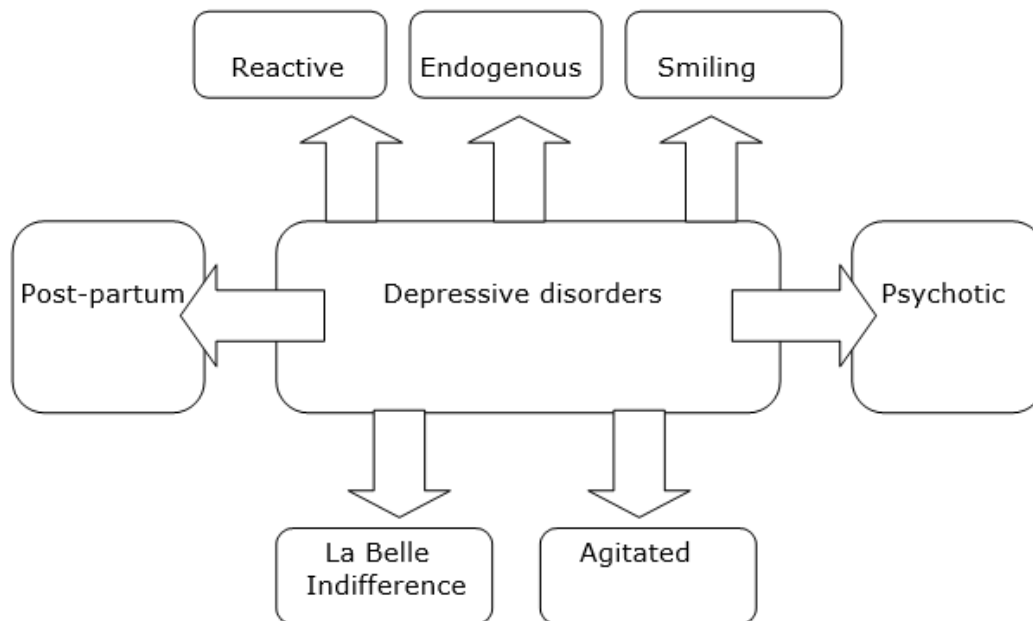 Reactive
Endogenous
Smiling
Post-partum
Depressive disorders
Psychotic
La Belle
Indifference
Agitated